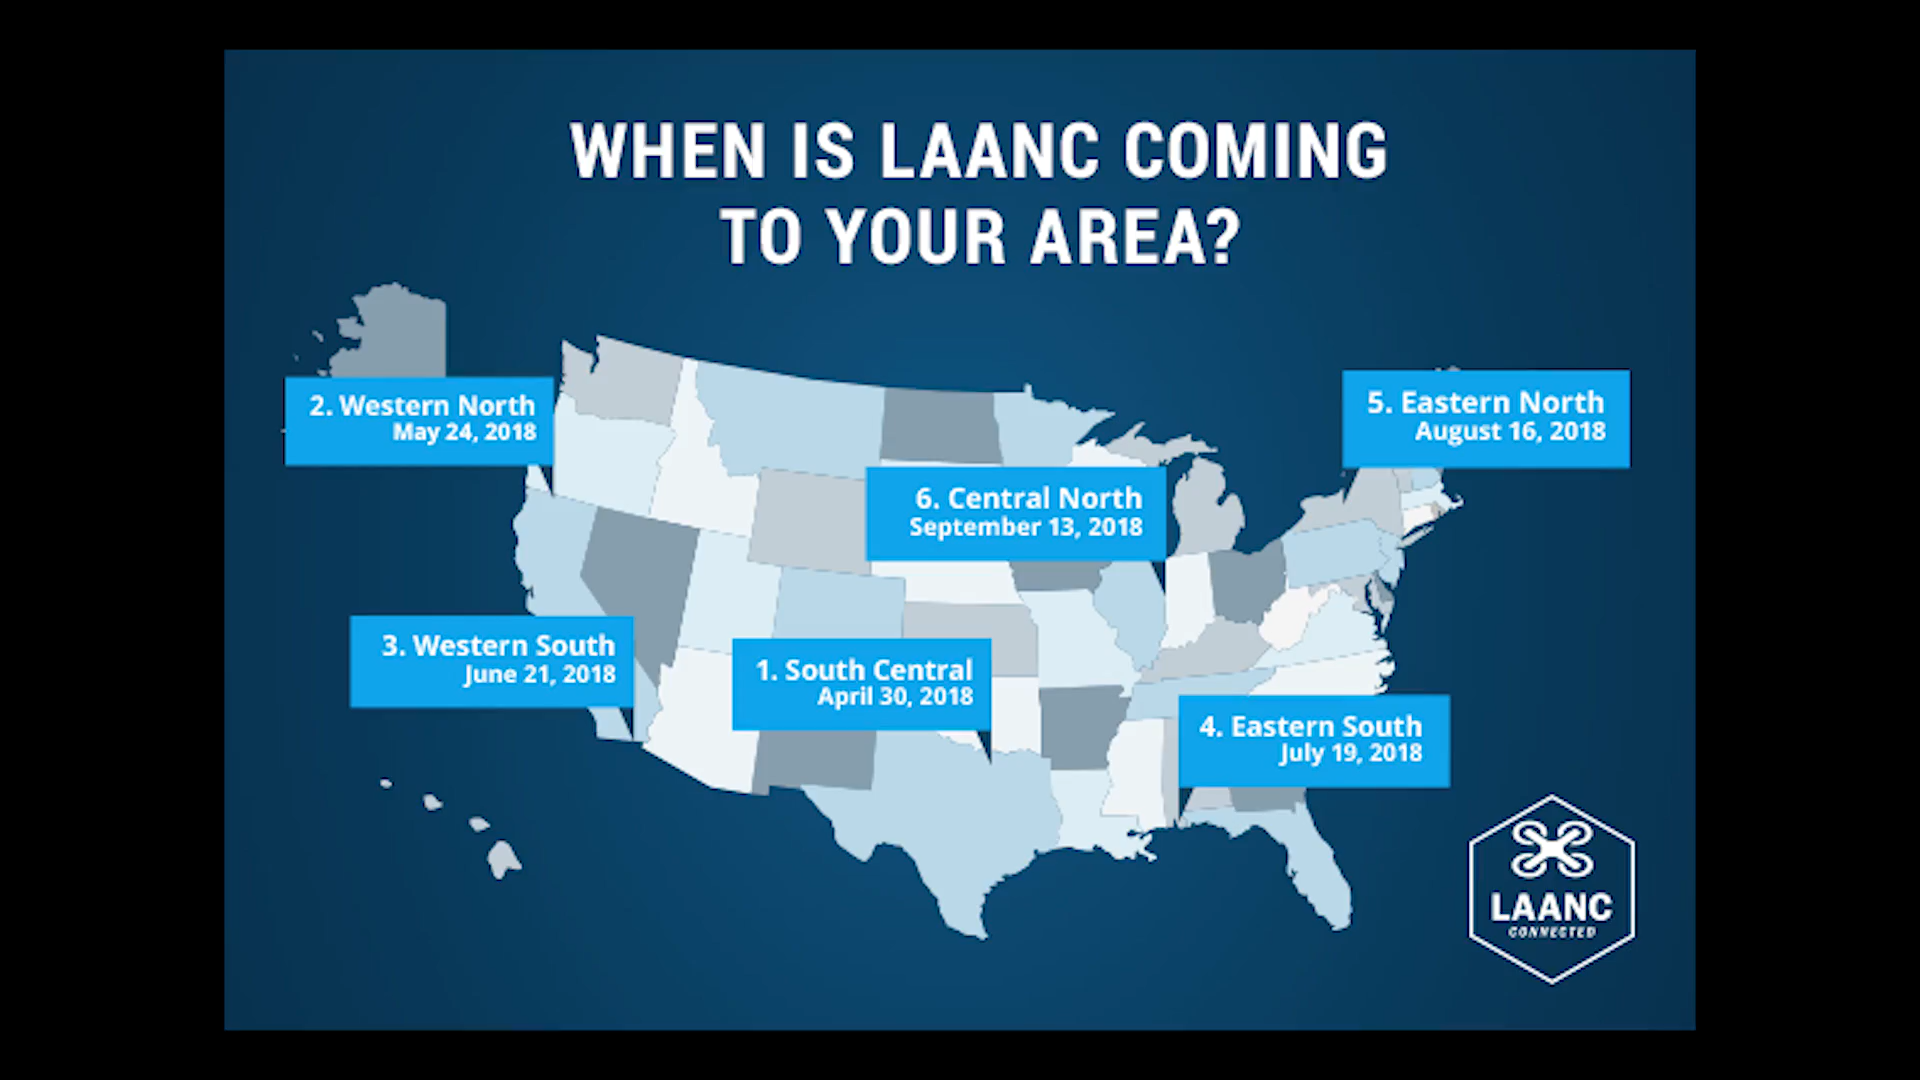 WHEN IS LAANC COMING
TO YOUR AREA?
2. Western North
May 24, 2018
5. Eastern North
August 16, 2018
6. Central North
September 13, 2018
3. Western South
June 21, 2018
1. South Central
April 30, 2018
4. Eastern South
July 19, 2018
LAANC
CONNECTED